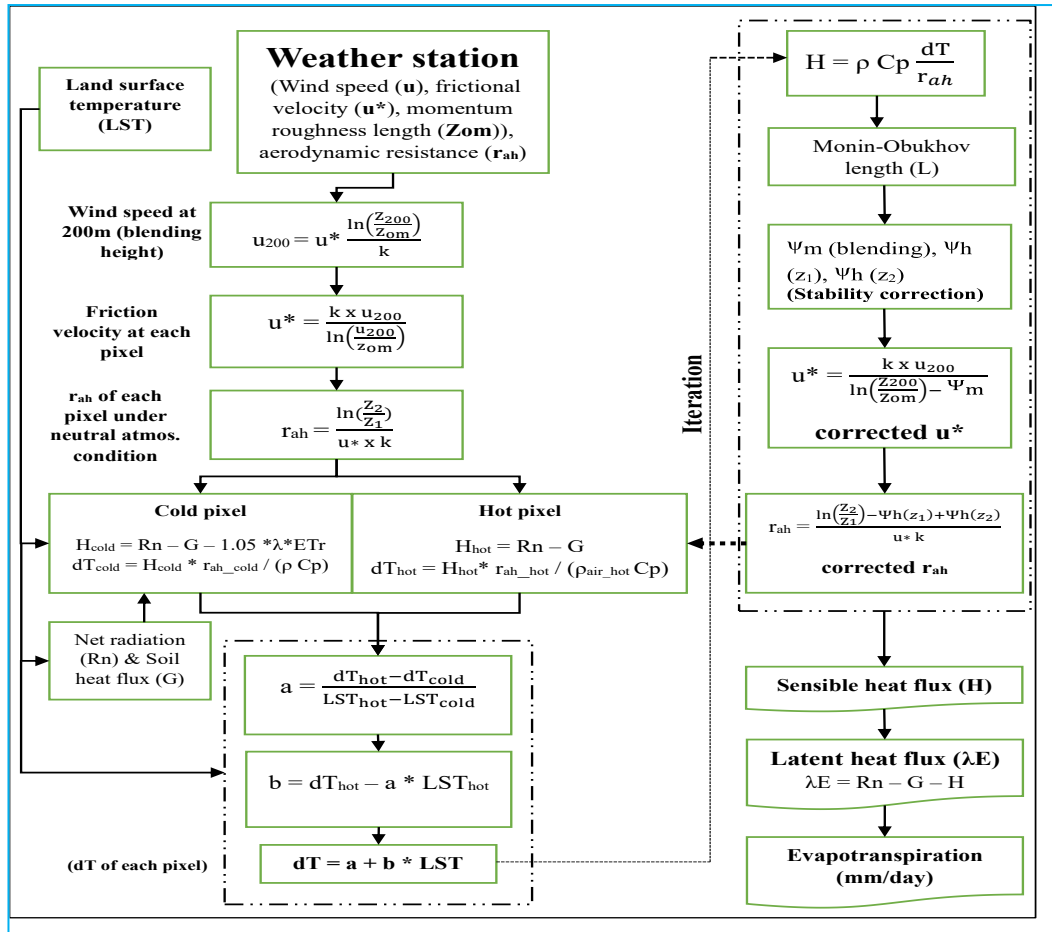 Weather station
(Wind speed (u), frictional
velocity (u*), momentum
roughness length (Zom)),
aerodynamic resistance (rah)
Land surface
temperature
(LST)
Wind speed at
200m (blending
height)
u200 = u* ln(Z200/Zom)/k
Friction
velocity at each
pixel
u* = k x u200/ln(u200/zom)
rah of each
pixel under
neutral atmos.
condition
rah = ln(Z2/Z1)/u* x k
Cold pixel
Hcold = Rn – G – 1.05 *λ*ETr
dTcold = Hcold * rah_cold / (ρ Cp)
Hot pixel
Hhot = Rn – G
dThot = Hhot* rah_hot / (ρair_hot Cp)
Net radiation
(Rn) & Soil
heat flux (G)
a = dThot−dTcold/LSThot−LSTcold
b = dThot – a * LSThot
(dT of each pixel)
dT = a + b * LST
Iteration
H = ρ Cp dT/rah
Monin-Obukhov
length (L)
Ψm (blending), Ψh
(z1), Ψh (z2)
(Stability correction)
u* = k x u200/ln(Z200/Zom)− Ψm
corrected u*
rah = ln(Z2/Z1)−Ψh(z1)+Ψh(z2)/u* k
corrected rah
Sensible heat flux (H)
Latent heat flux (λE)
λE = Rn – G – H
Evapotranspiration
(mm/day)